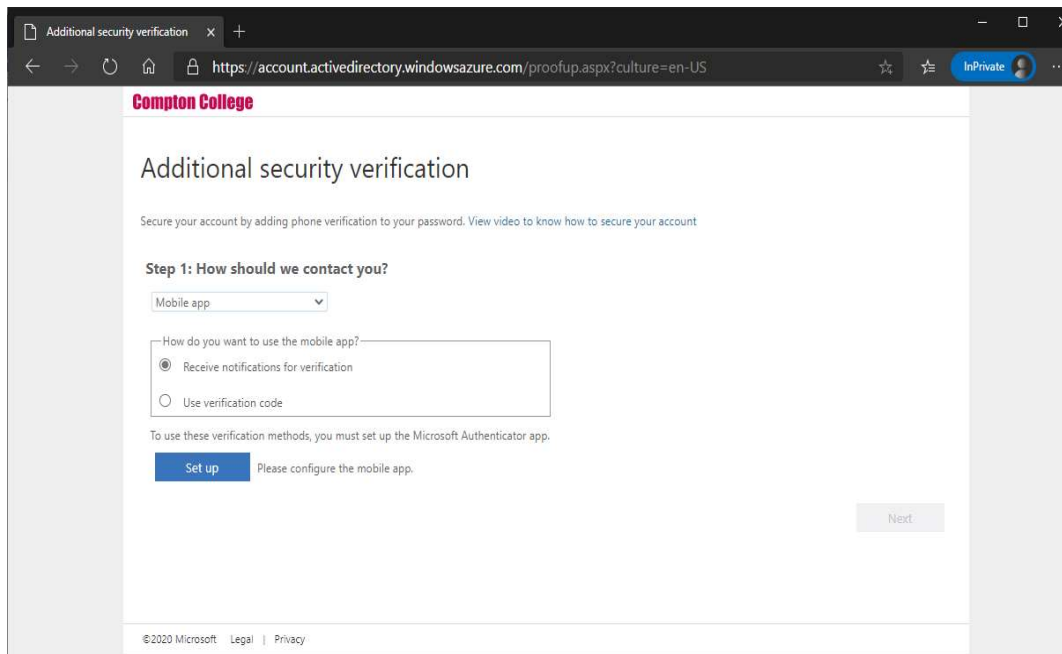 Additional security verification
https://account.activedirectory.windowsazure.com/proofup.aspx?culture=en-US
InPrivate
Compton College
Additional security verification
Secure your account by adding phone verification to your password. View video to know how to secure your account
Step 1: How should we contact you?
Mobile app
How do you want to use the mobile app?
Receive notifications for verification
Use verification code
To use these verification methods, you must set up the Microsoft Authenticator app.
Set up Please configure the mobile app.
Next
©2020 Microsoft Legal | Privacy